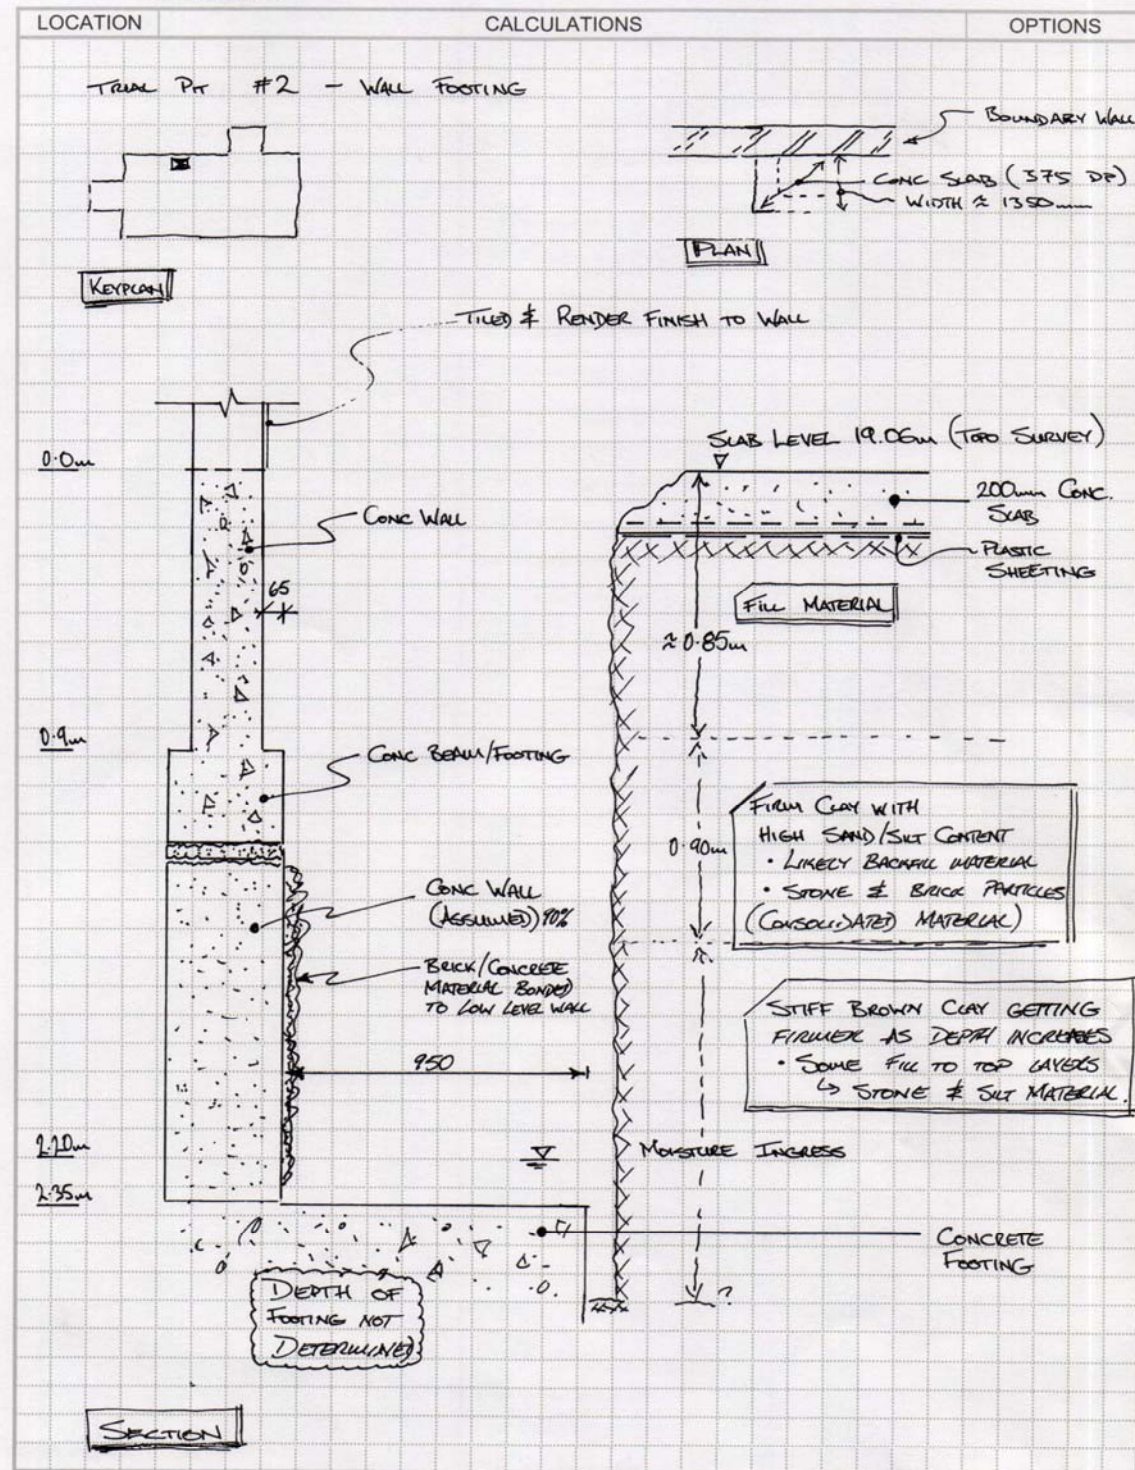 LOCATION
CALCULATIONS
OPTIONS
TRIAL PIT #2 - WALL FOOTING
BOUNDARY WALL
CONC SLAB (375 DP)
WIDTH ≈ 1350
PLAN
KEYPLAN
TILED & RENDER FINISH TO WALL
SLAB LEVEL 19.06m (TOPO SURVEY)
0.0m
200mm CONC.
SLAB
CONC WALL
PLASTIC
SHEETING
65
FILL MATERIAL
≈ 0.85m
0.9m
CONC BEAM/FOOTING
FIRM CLAY WITH
HIGH SAND/SILT CONTENT
• LIKELY BACKFILL MATERIAL
• STONE & BRICK PARTICLES
(CONSOLIDATED MATERIAL)
0.90m
CONC WALL
(ASSUMED) 90%
BRICK/CONCRETE
MATERIAL BONDED
TO LOW LEVEL WALL
STIFF BROWN CLAY GETTING
FIRMER AS DEPTH INCREASES
• SOME FILL TO TOP LAYERS
↳ STONE & SILT MATERIAL.
950
2.20m
MOISTURE INGRESS
2.35m
CONCRETE
FOOTING
DEPTH OF
FOOTING NOT
DETERMINED
?
SECTION